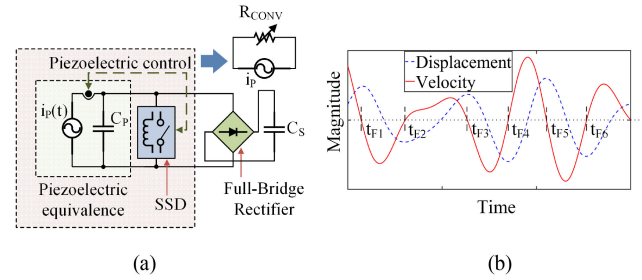 R_CONV
Piezoelectric control
i_P
i_P(t)
C_P
C_S
Piezoelectric
equivalence
SSD
Full-Bridge
Rectifier
(a)
Displacement
Velocity
Magnitude
t_F1
t_F2
t_F3
t_F4
t_F5
t_F6
Time
(b)